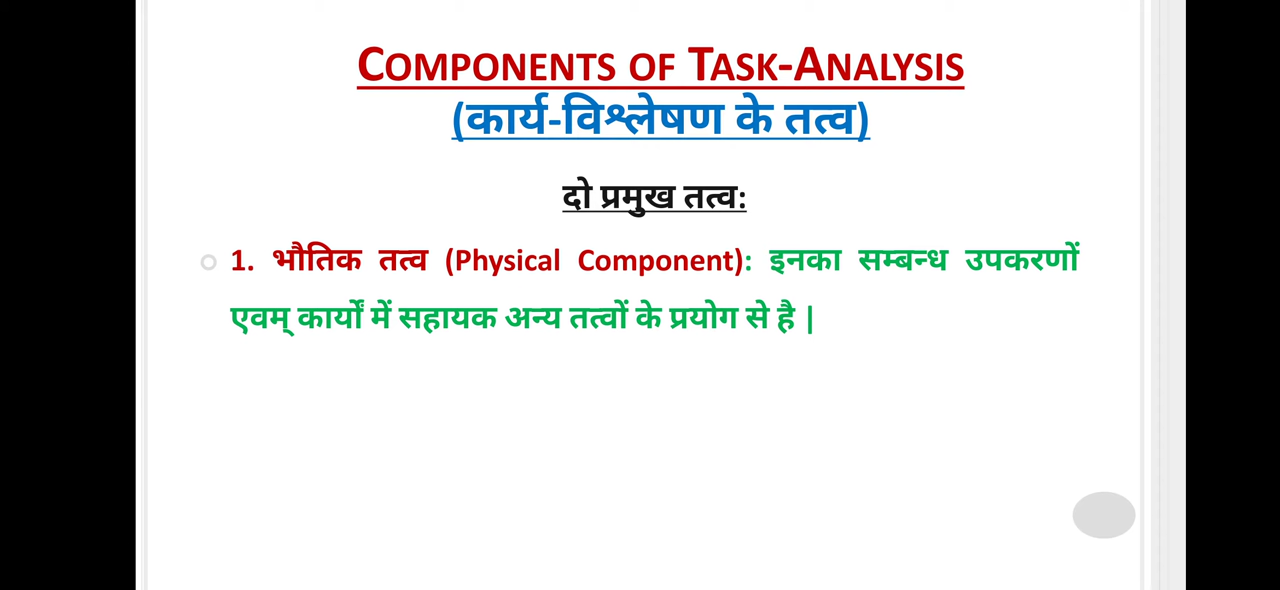 COMPONENTS OF TASK-ANALYSIS
(कार्य-विश्लेषण के तत्व)
दो प्रमुख तत्व:
1. भौतिक तत्व (Physical Component): इनका सम्बन्ध उपकरणों
एवम् कार्यों में सहायक अन्य तत्वों के प्रयोग से है |